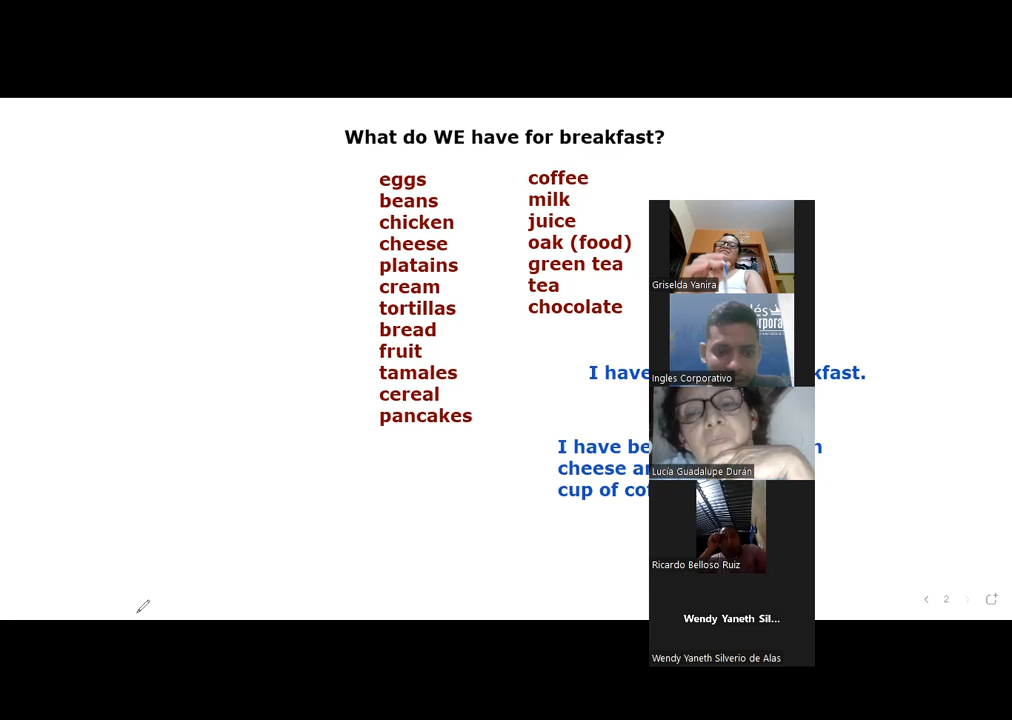 What do WE have for breakfast?
eggs
beans
chicken
cheese
platains
cream
tortillas
bread
fruit
tamales
cereal
pancakes
coffee
milk
juice
oak (food)
green tea
tea
chocolate
I have
kfast.
I have be
cheese a
cup of co
Griselda Yanira
Ingles Corporativo
Lucía Guadalupe Durán
Ricardo Belloso Ruiz
Wendy Yaneth Sil...
Wendy Yaneth Silverio de Alas
2